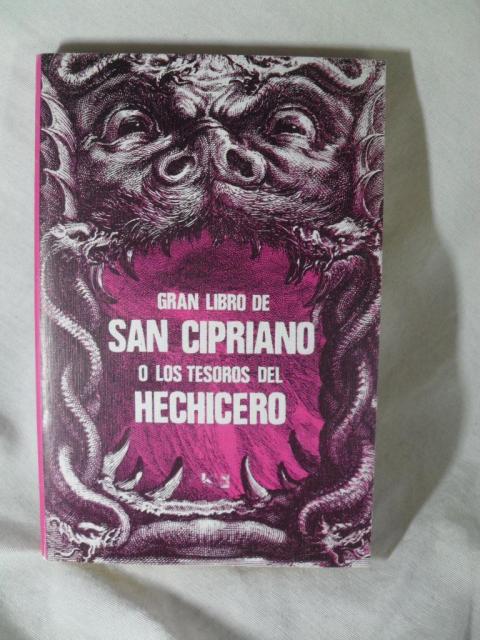 GRAN LIBRO DE
SAN CIPRIANO
O LOS TESOROS DEL
HECHICERO